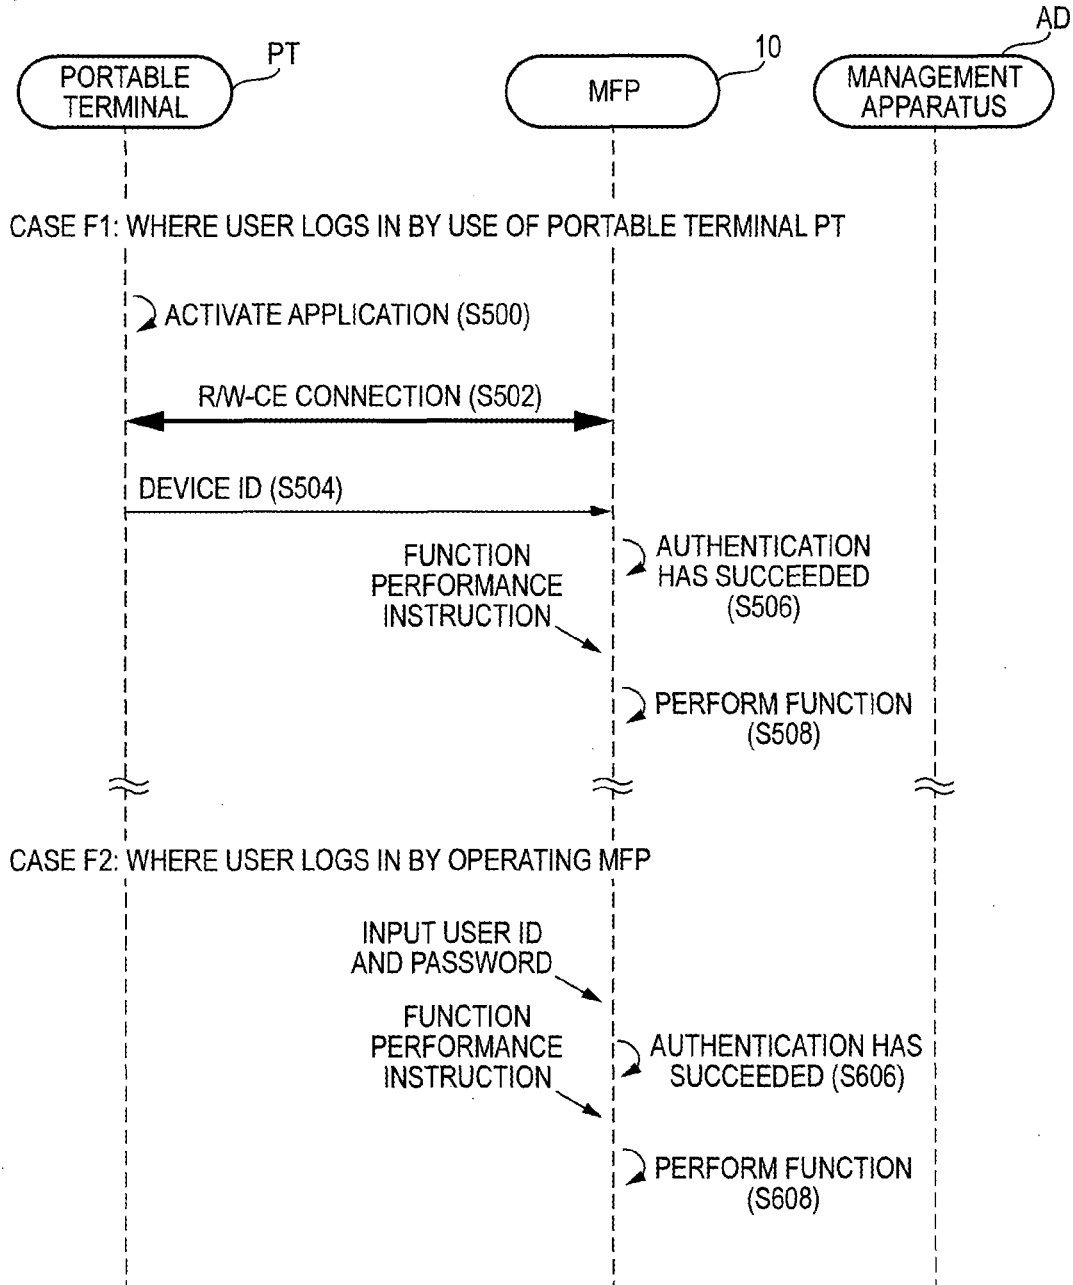 AD
PT
10
PORTABLE
TERMINAL
MFP
MANAGEMENT
APPARATUS
CASE F1: WHERE USER LOGS IN BY USE OF PORTABLE TERMINAL PT
ACTIVATE APPLICATION (S500)
R/W-CE CONNECTION (S502)
DEVICE ID (S504)
FUNCTION
PERFORMANCE
INSTRUCTION
AUTHENTICATION
HAS SUCCEEDED
(S506)
PERFORM FUNCTION
(S508)
CASE F2: WHERE USER LOGS IN BY OPERATING MFP
INPUT USER ID
AND PASSWORD
FUNCTION
PERFORMANCE
INSTRUCTION
AUTHENTICATION HAS
SUCCEEDED (S606)
PERFORM FUNCTION
(S608)